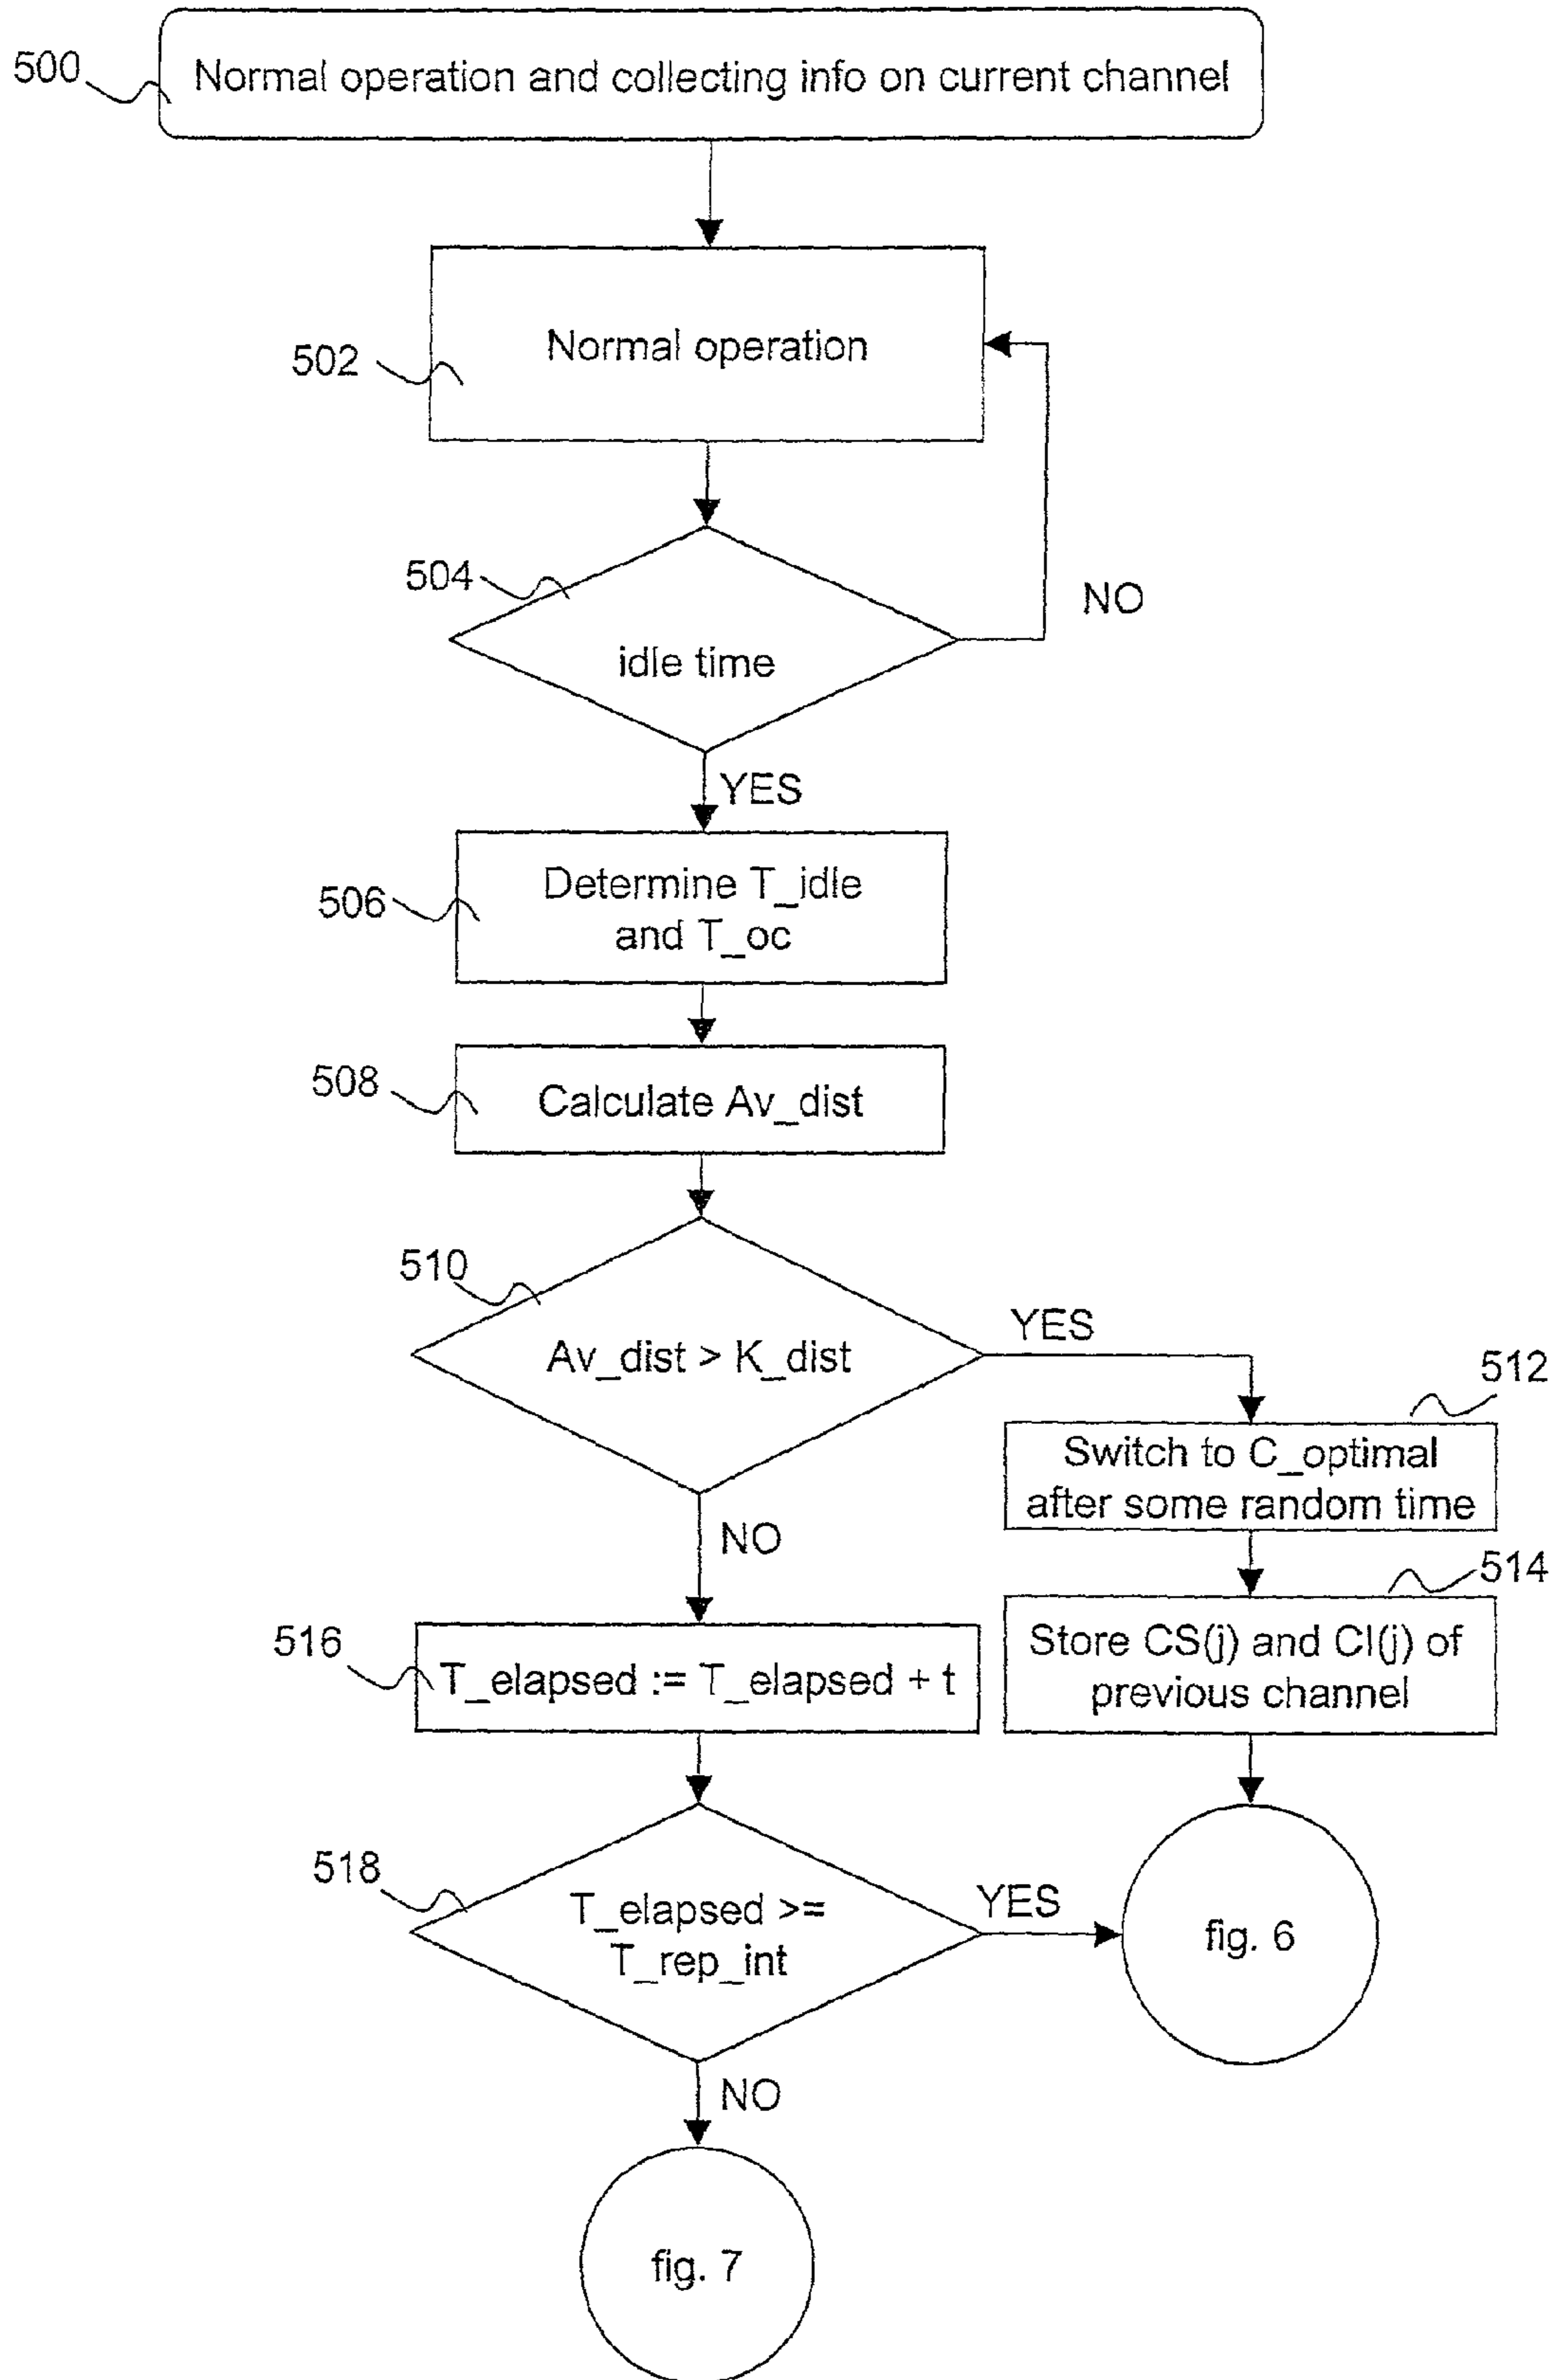 500
Normal operation and collecting info on current channel
502
Normal operation
504
idle time
NO
YES
506
Determine T_idle
and T_oc
508
Calculate Av_dist
510
Av_dist > K_dist
YES
512
Switch to C_optimal
after some random time
NO
514
Store CS(j) and CI(j) of
previous channel
516
T_elapsed := T_elapsed + t
518
T_elapsed >=
T_rep_int
YES
fig. 6
NO
fig. 7